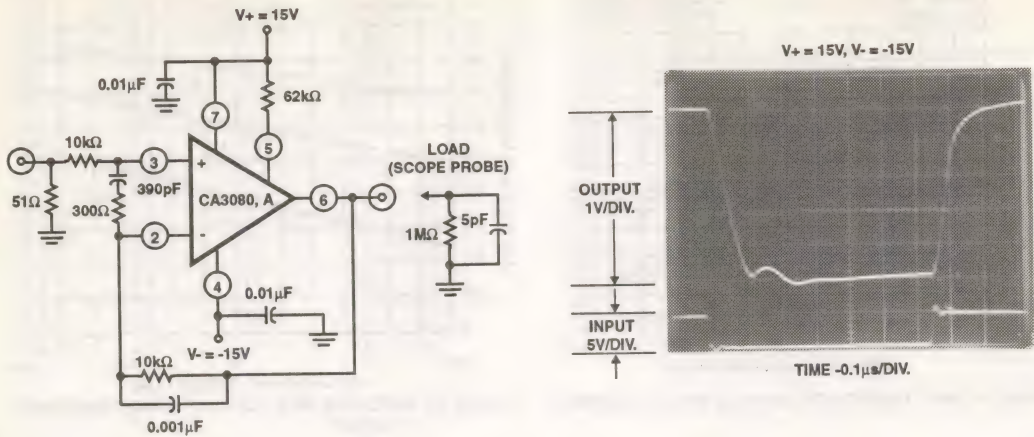 V+ = 15V
0.01µF
62kΩ
7
5
10kΩ
3
+
390pF
51Ω
300Ω
CA3080, A
6
2
-
4
0.01µF
V- = -15V
10kΩ
0.001µF
LOAD
(SCOPE PROBE)
1MΩ
5pF
V+ = 15V, V- = -15V
OUTPUT
1V/DIV.
INPUT
5V/DIV.
TIME -0.1µs/DIV.